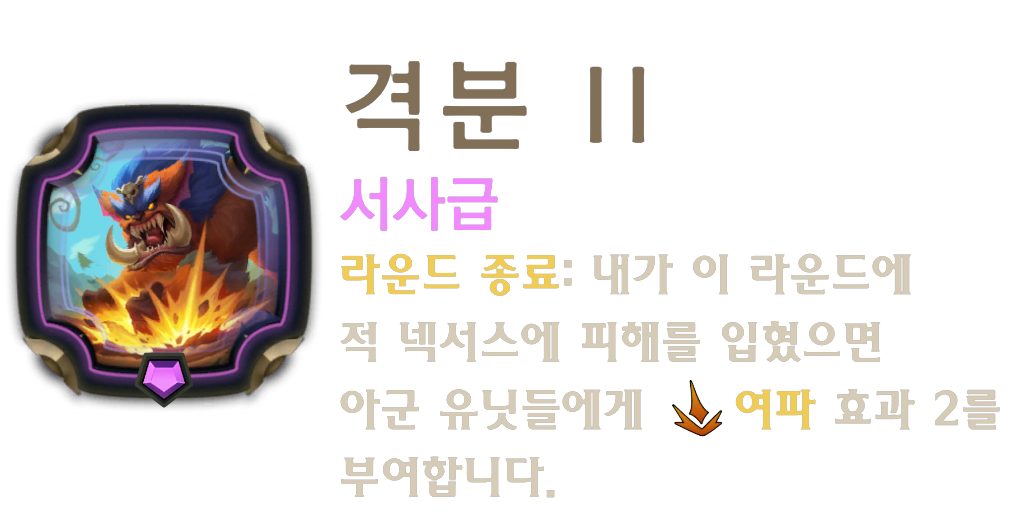 격분 II
서사급
라운드 종료: 내가 이 라운드에
적 넥서스에 피해를 입혔으면
아군 유닛들에게 여파 효과 2를
부여합니다.